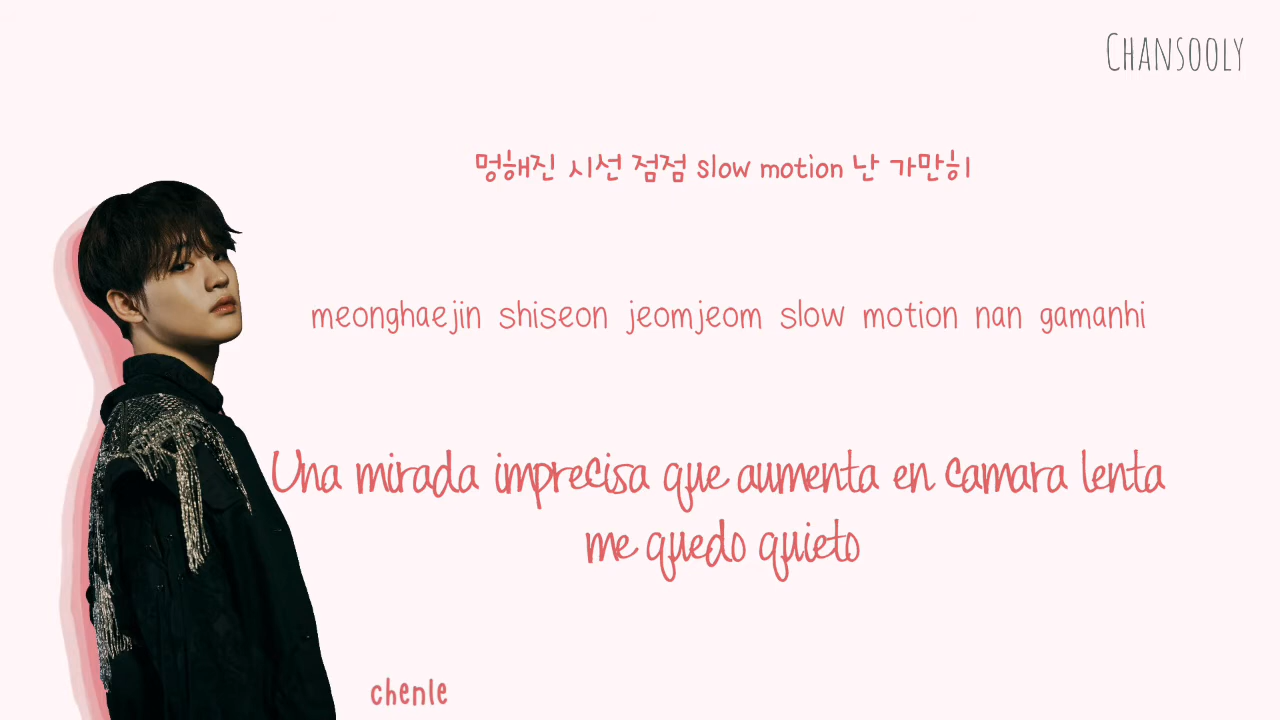 CHANSOOLY
멍해진 시선 점점 slow motion 난 가만히
meonghaejin shiseon jeomjeom slow motion nan gamanhi
Una mirada imprecisa que aumenta en camara lenta
me quedo quieto
chenle